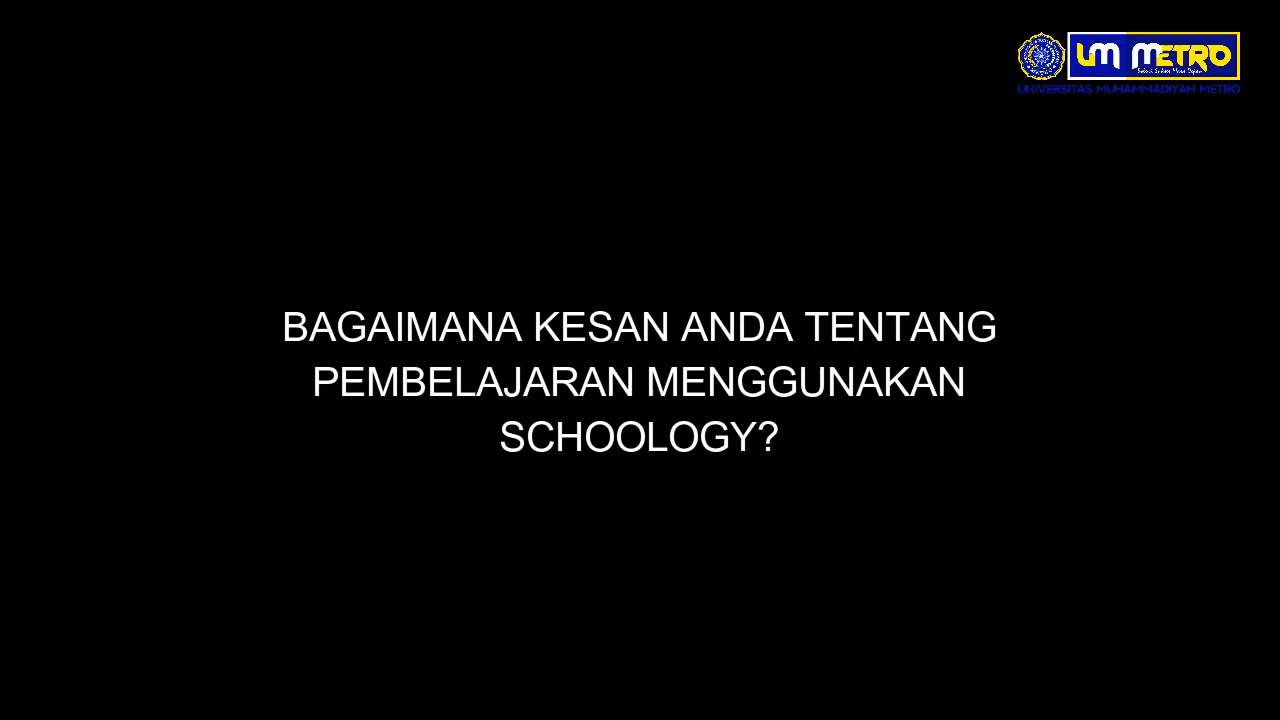 UM METRO
UNIVERSITAS MUHAMMADIYAH METRO
BAGAIMANA KESAN ANDA TENTANG
PEMBELAJARAN MENGGUNAKAN
SCHOOLOGY?